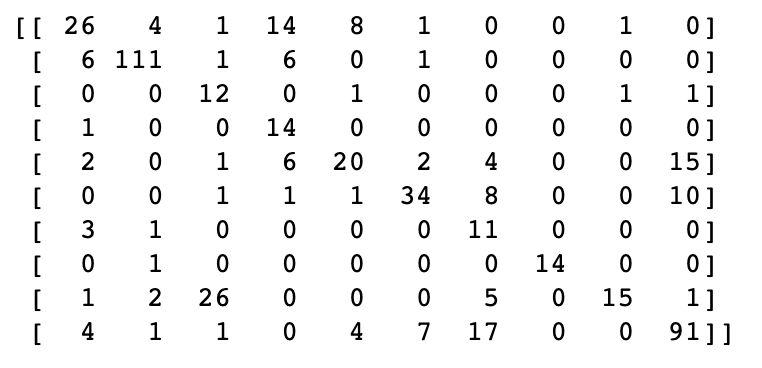 [[ 26 4 1 14 8 1 0 0 1 0]
[ 6 111 1 6 0 1 0 0 0 0]
[ 0 0 12 0 1 0 0 0 1 1]
[ 1 0 0 14 0 0 0 0 0 0]
[ 2 0 1 6 20 2 4 0 0 15]
[ 0 0 1 1 1 34 8 0 0 10]
[ 3 1 0 0 0 0 11 0 0 0]
[ 0 1 0 0 0 0 0 14 0 0]
[ 1 2 26 0 0 0 5 0 15 1]
[ 4 1 1 0 4 7 17 0 0 91]]